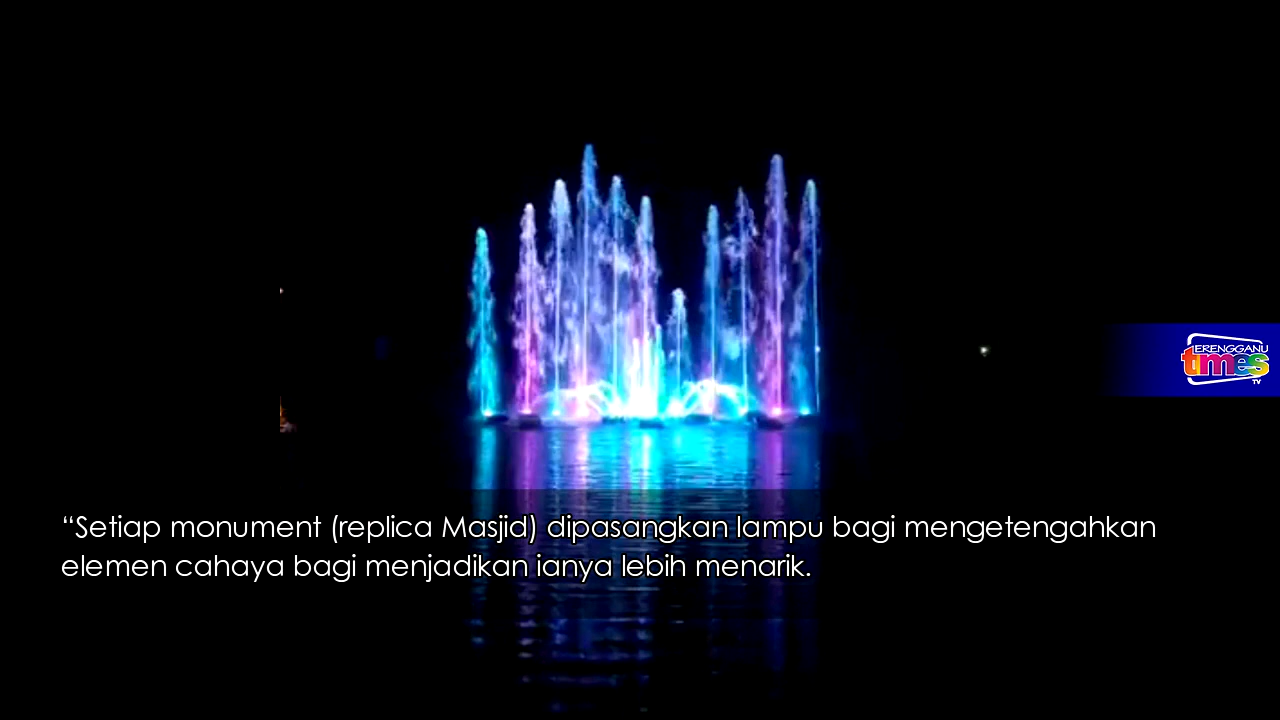 TERENGGANU
times
TV
“Setiap monument (replica Masjid) dipasangkan lampu bagi mengetengahkan
elemen cahaya bagi menjadikan ianya lebih menarik.